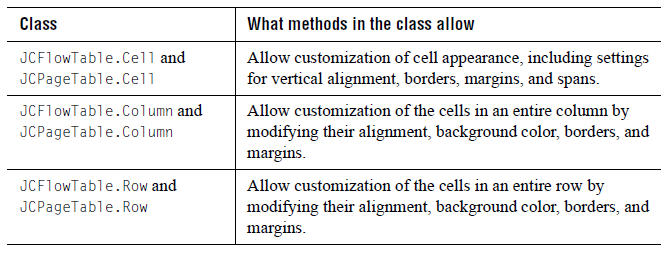 Class What methods in the class allow
JCFlowTable.Cell and Allow customization of cell appearance, including settings
JCPageTable.Cell for vertical alignment, borders, margins, and spans.
JCFlowTable.Column and Allow customization of the cells in an entire column by
JCPageTable.Column modifying their alignment, background color, borders, and
margins.
JCFlowTable.Row and Allow customization of the cells in an entire row by
JCPageTable.Row modifying their alignment, background color, borders, and
margins.